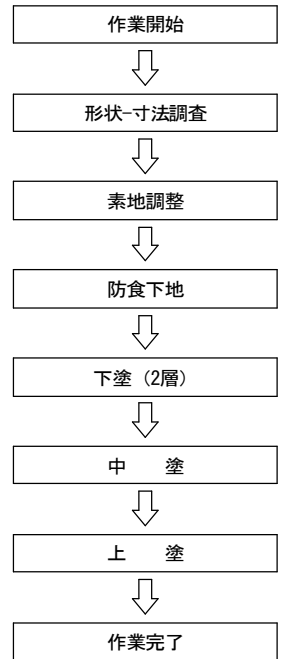 作業開始
形状-寸法調査
素地調整
防食下地
下塗（2層）
中　　塗
上　　塗
作業完了